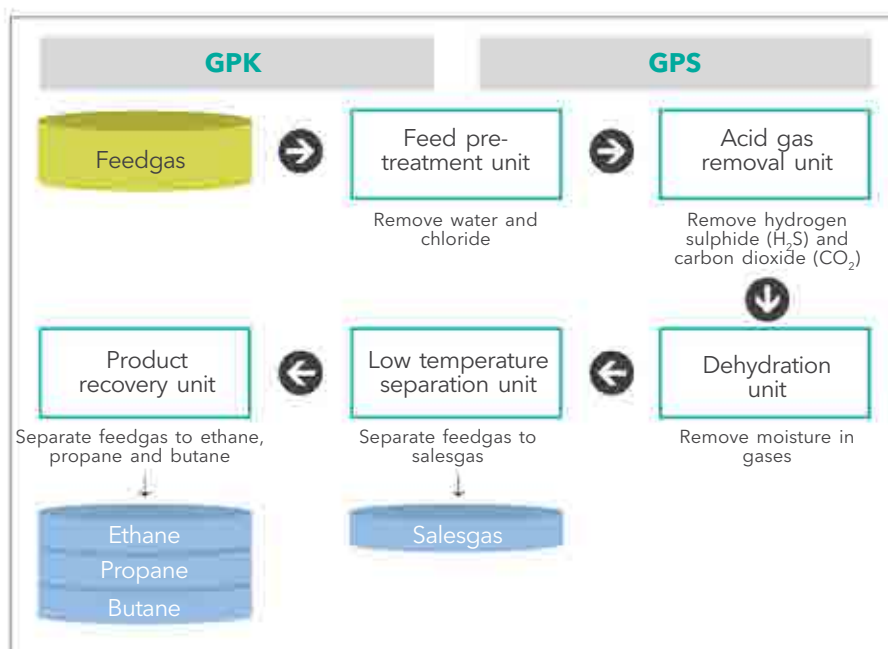 GPK
GPS
Feedgas
Feed pre-
treatment unit
Remove water and
chloride
Acid gas
removal unit
Remove hydrogen
sulphide (H₂S) and
carbon dioxide (CO₂)
Product
recovery unit
Separate feedgas to ethane,
propane and butane
Low temperature
separation unit
Separate feedgas to
salesgas
Dehydration
unit
Remove moisture in
gases
Ethane
Propane
Butane
Salesgas